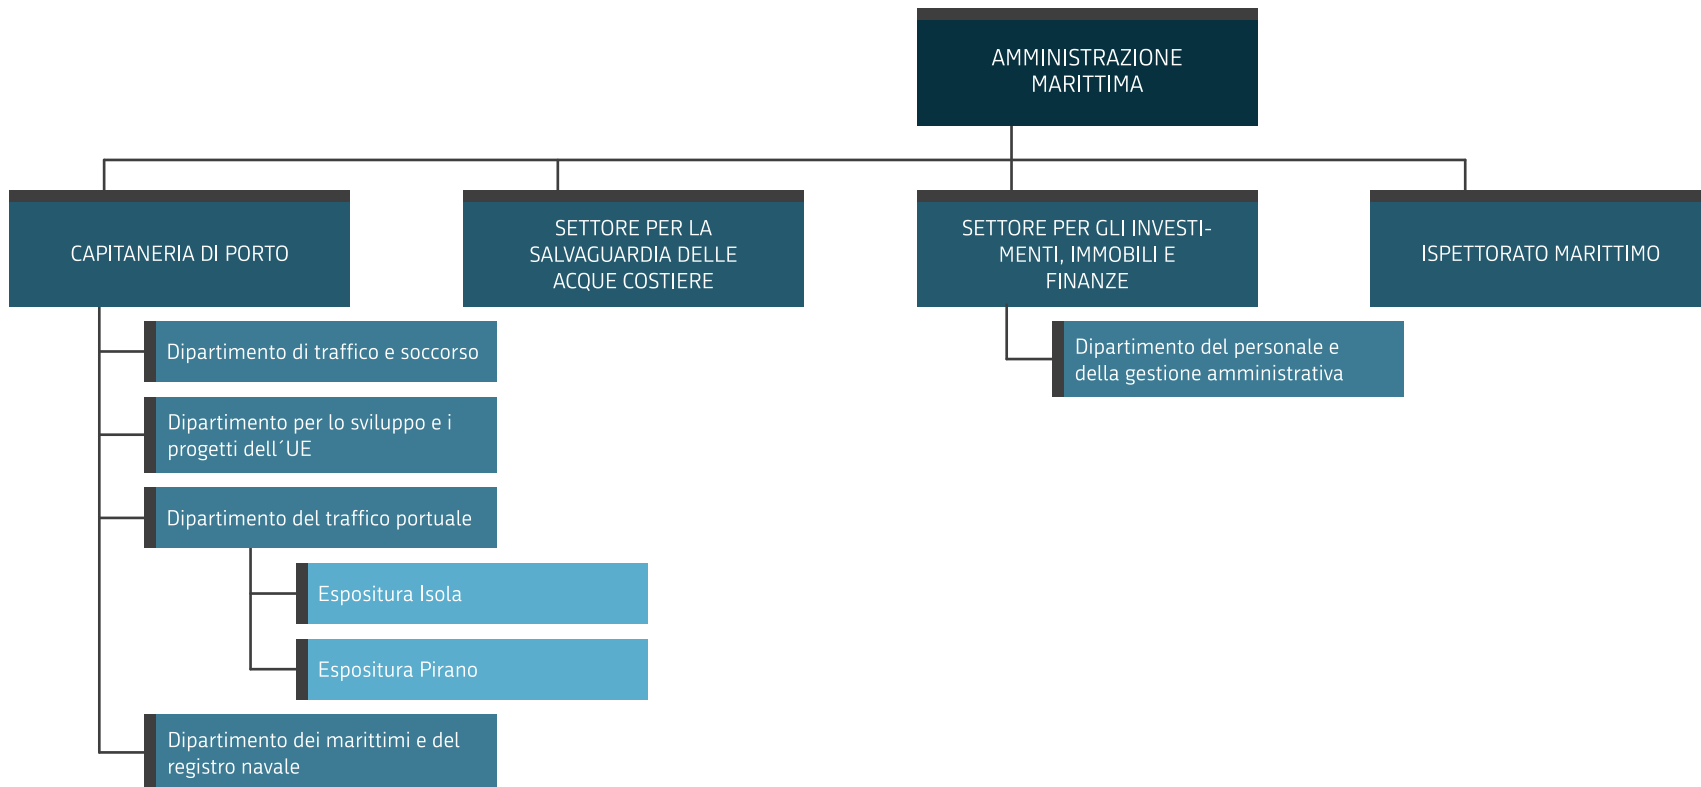 AMMINISTRAZIONE
MARITTIMA
CAPITANERIA DI PORTO
SETTORE PER LA
SALVAGUARDIA DELLE
ACQUE COSTIERE
SETTORE PER GLI INVESTI-
MENTI, IMMOBILI E
FINANZE
ISPETTORATO MARITTIMO
Dipartimento di traffico e soccorso
Dipartimento per lo sviluppo e i
progetti dell´UE
Dipartimento del traffico portuale
Espositura Isola
Espositura Pirano
Dipartimento dei marittimi e del
registro navale
Dipartimento del personale e
della gestione amministrativa